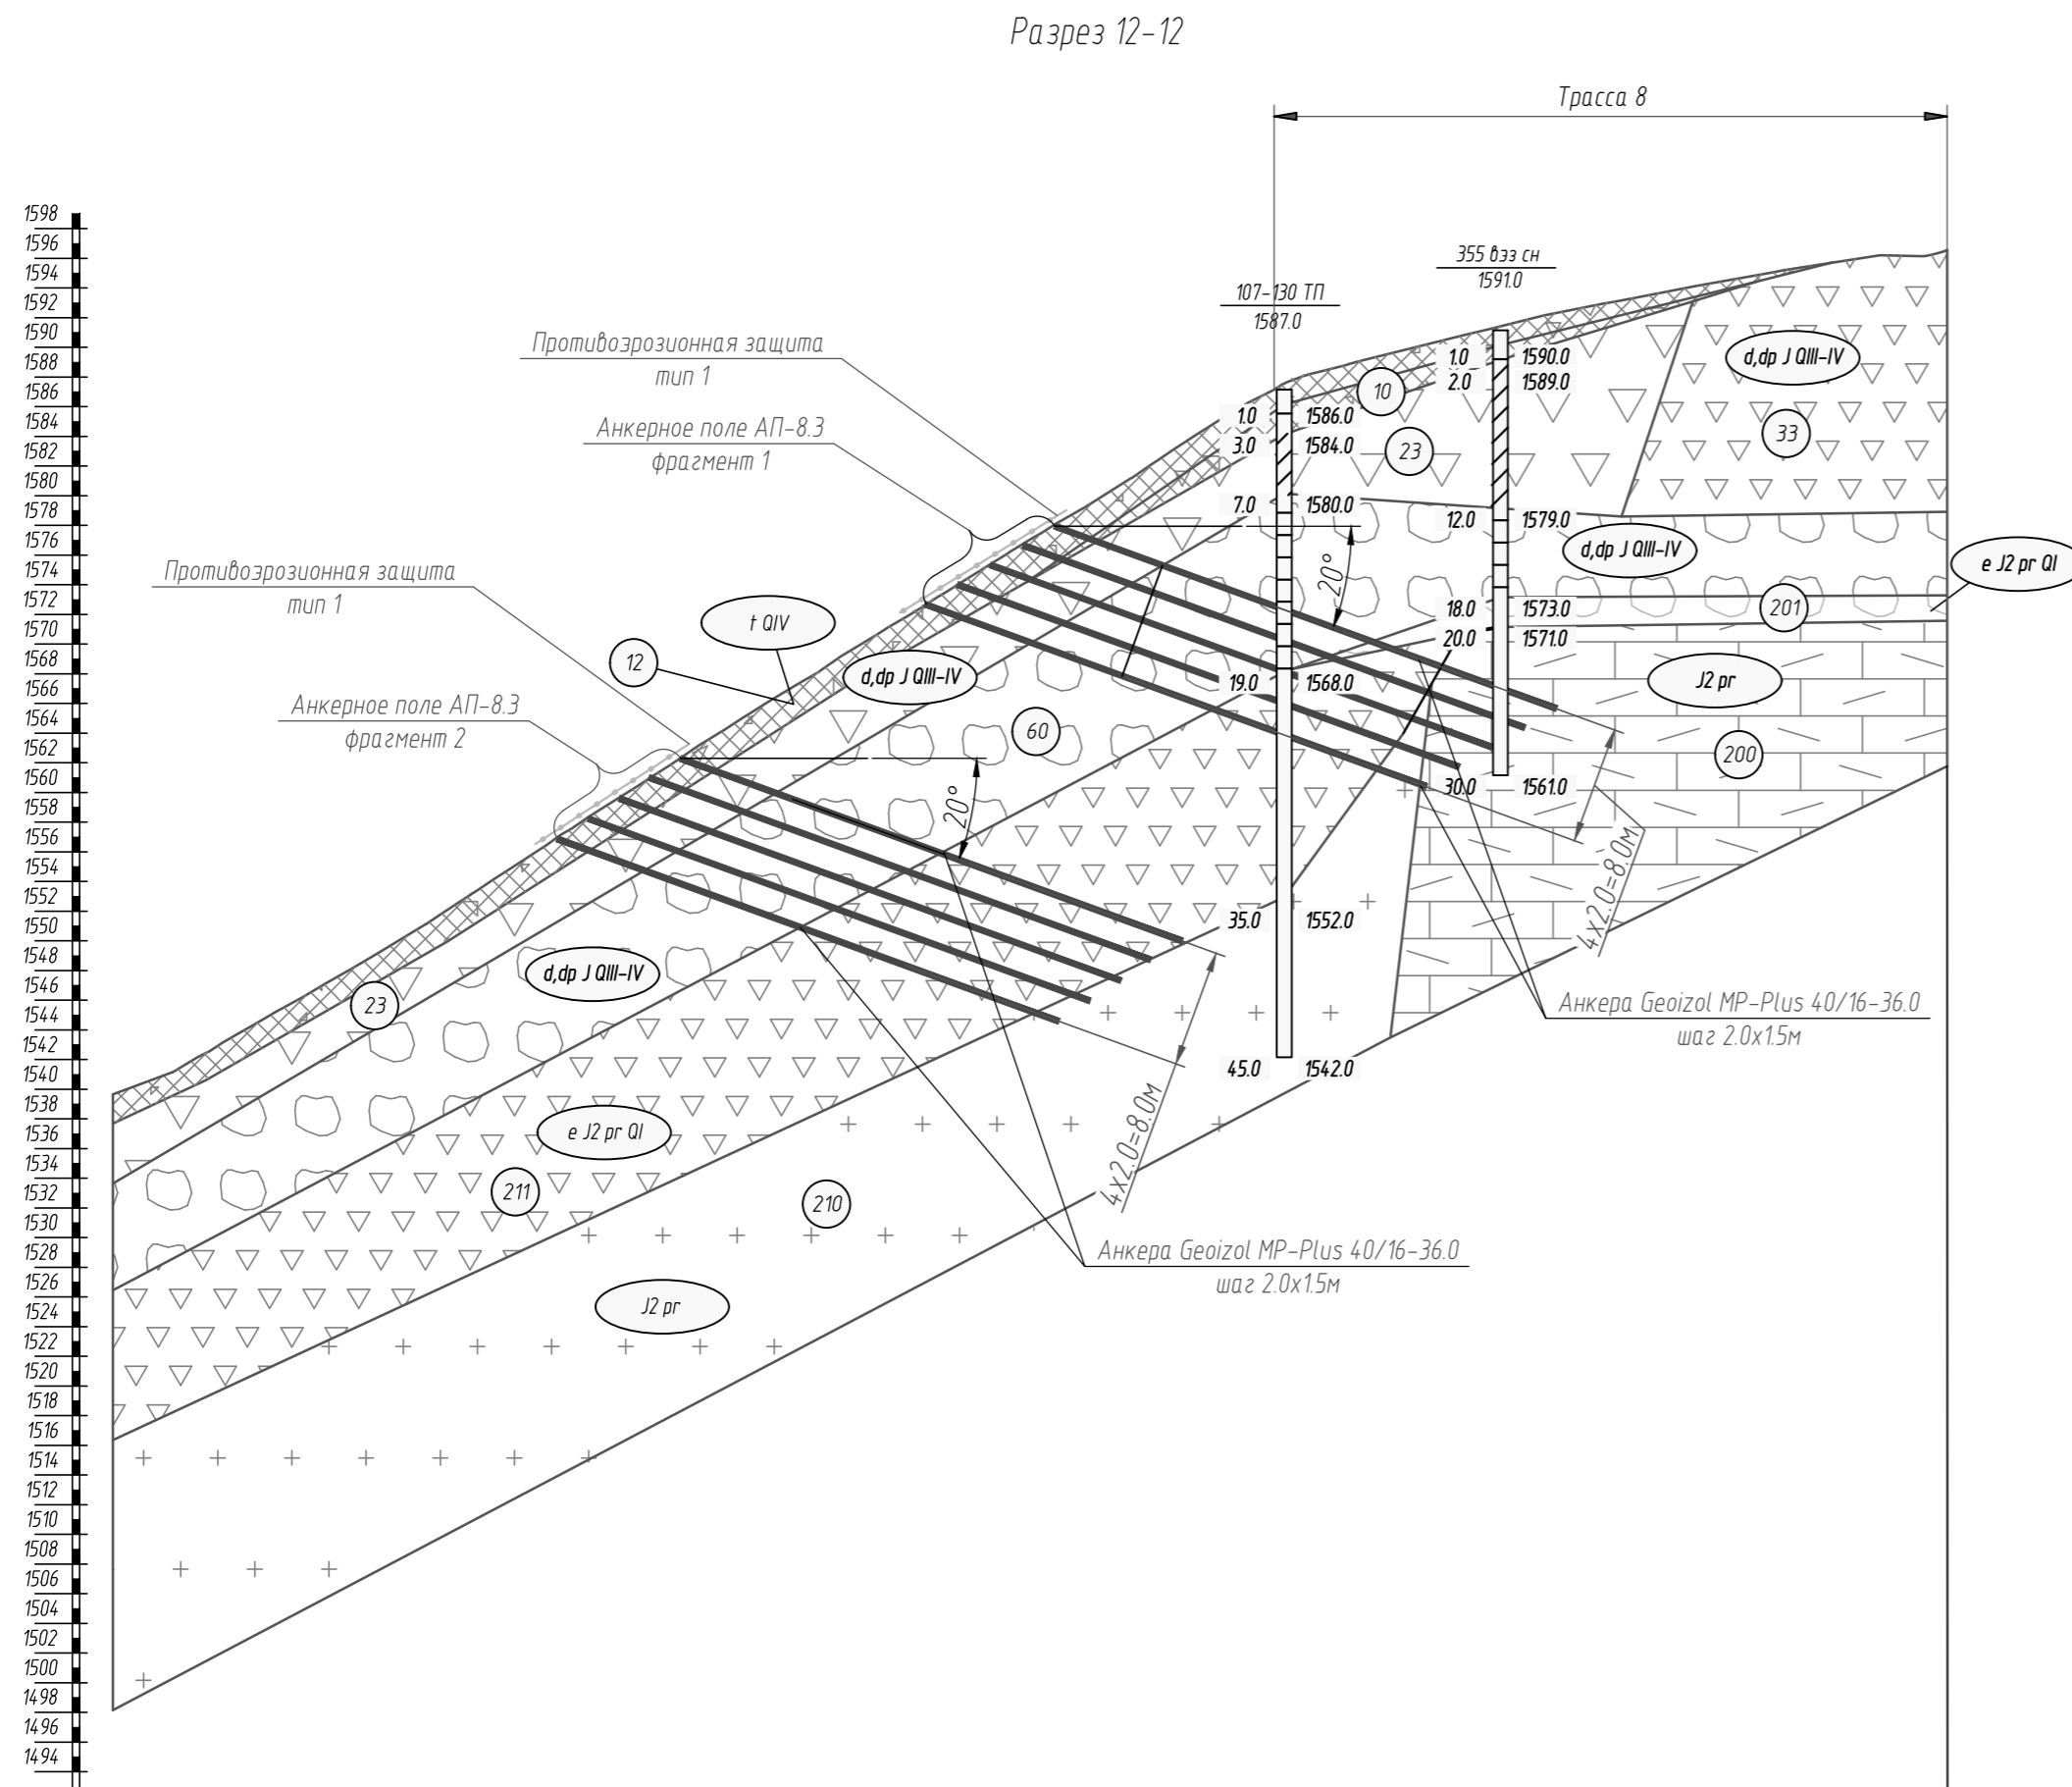 Разрез 12-12
Трасса 8
1598
1596
1594
1592
1590
1588
1586
1584
1582
1580
1578
1576
1574
1572
1570
1568
1566
1564
1562
1560
1558
1556
1554
1552
1550
1548
1546
1544
1542
1540
1538
1536
1534
1532
1530
1528
1526
1524
1522
1520
1518
1516
1514
1512
1510
1508
1506
1504
1502
1500
1498
1496
1494
355 вэз сн
1591.0
107-130 ТП
1587.0
Противоэрозионная защита
тип 1
Анкерное поле АП-8.3
фрагмент 1
Противоэрозионная защита
тип 1
Анкерное поле АП-8.3
фрагмент 2
1.0 1590.0
2.0 1589.0
12.0 1579.0
18.0 1573.0
20.0 1571.0
30.0 1561.0
1.0 1586.0
3.0 1584.0
7.0 1580.0
19.0 1568.0
35.0 1552.0
45.0 1542.0
10
23
d,dp J QIII-IV
33
d,dp J QIII-IV
e J2 pr QI
201
J2 pr
200
20°
t QIV
12
d,dp J QIII-IV
60
20°
4х2.0=8.0м
Анкера Geoizol MP-Plus 40/16-36.0
шаг 2.0х1.5м
d,dp J QIII-IV
23
e J2 pr QI
211
210
4х2.0=8.0м
Анкера Geoizol MP-Plus 40/16-36.0
шаг 2.0х1.5м
J2 pr